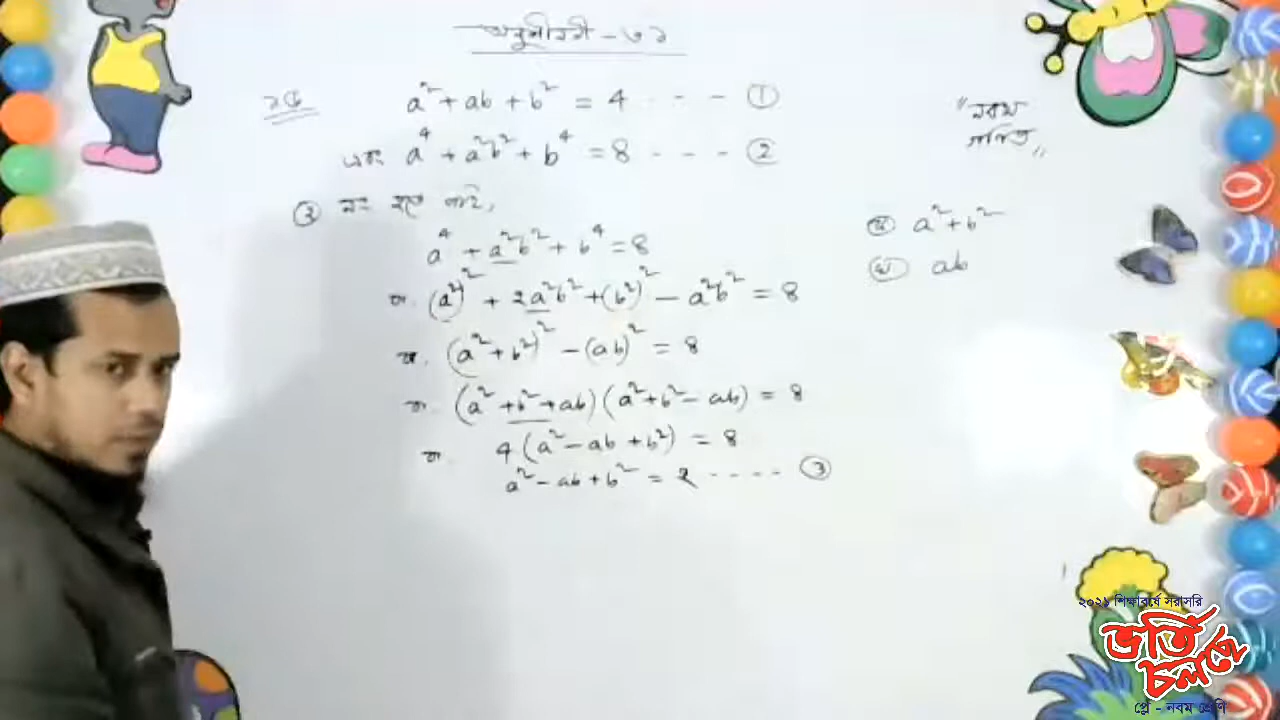 অনুশীলনী - ৩.১
১৫ a² + ab + b² = 4 - - - ①
এবং a⁴ + a²b² + b⁴ = 8 - - - ②
"নবম
গণিত"
② নং হতে পাই,
a⁴ + a²b² + b⁴ = 8
বা, (a²)² + 2a²b² + (b²)² - a²b² = 8
বা, (a² + b²)² - (ab)² = 8
বা, (a² + b² + ab)(a² + b² - ab) = 8
বা, 4(a² - ab + b²) = 8
a² - ab + b² = 2 - - - - ③
a² + b²
ab
২০২১ শিক্ষাবর্ষে সরাসরি
ভর্তি
চলছে
প্লে - নবম শ্রেণি